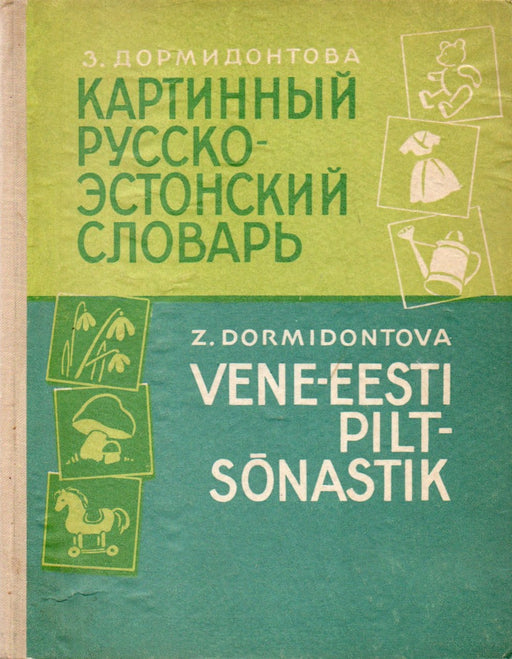 З. ДОРМИДОНТОВА
КАРТИННЫЙ
РУССКО-
ЭСТОНСКИЙ
СЛОВАРЬ
Z. DORMIDONTOVA
VENE-EESTI
PILT-
SÕNASTIK